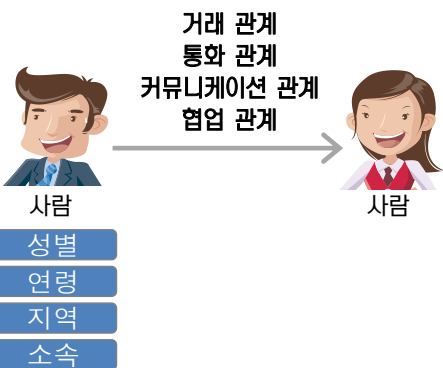 거래 관계
통화 관계
커뮤니케이션 관계
협업 관계
사람
사람
성별
연령
지역
소속